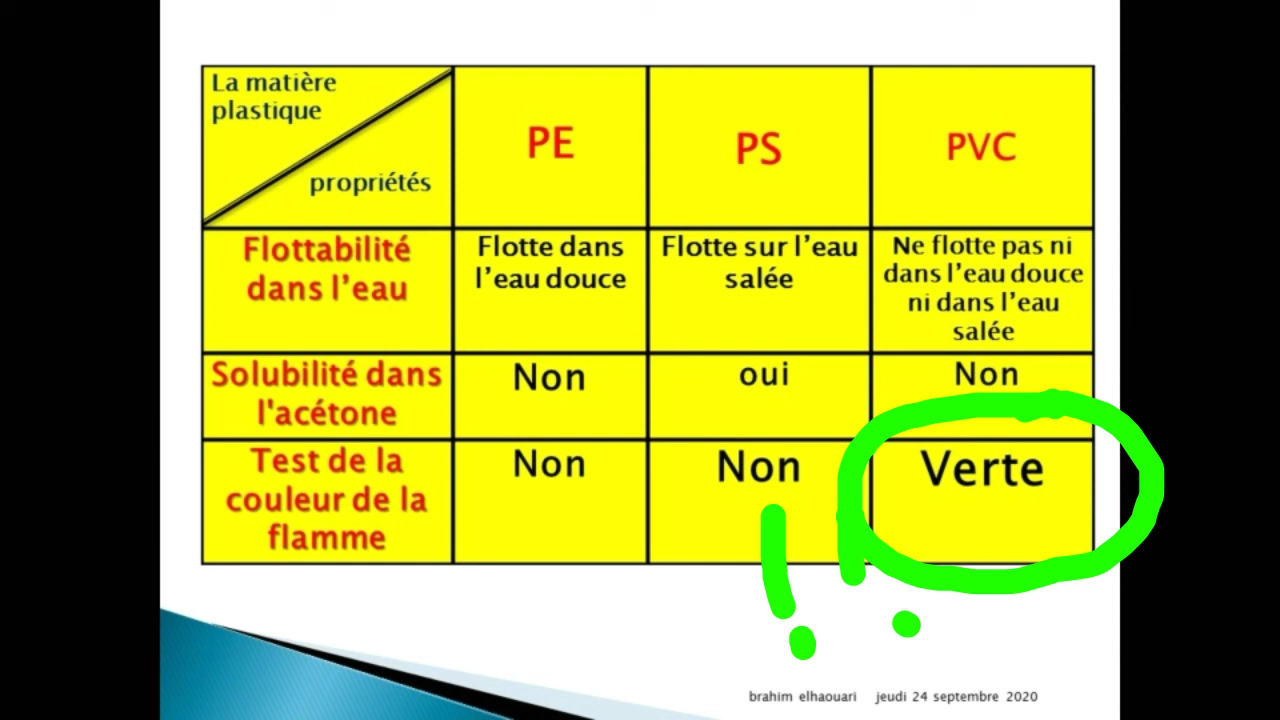 La matière
plastique
propriétés
PE
PS
PVC
Flottabilité
dans l’eau
Flotte dans
l’eau douce
Flotte sur l’eau
salée
Ne flotte pas ni
dans l’eau douce
ni dans l’eau
salée
Solubilité dans
l'acétone
Non
oui
Non
Test de la
couleur de la
flamme
Non
Non
Verte
!!
brahim elhaouari jeudi 24 septembre 2020